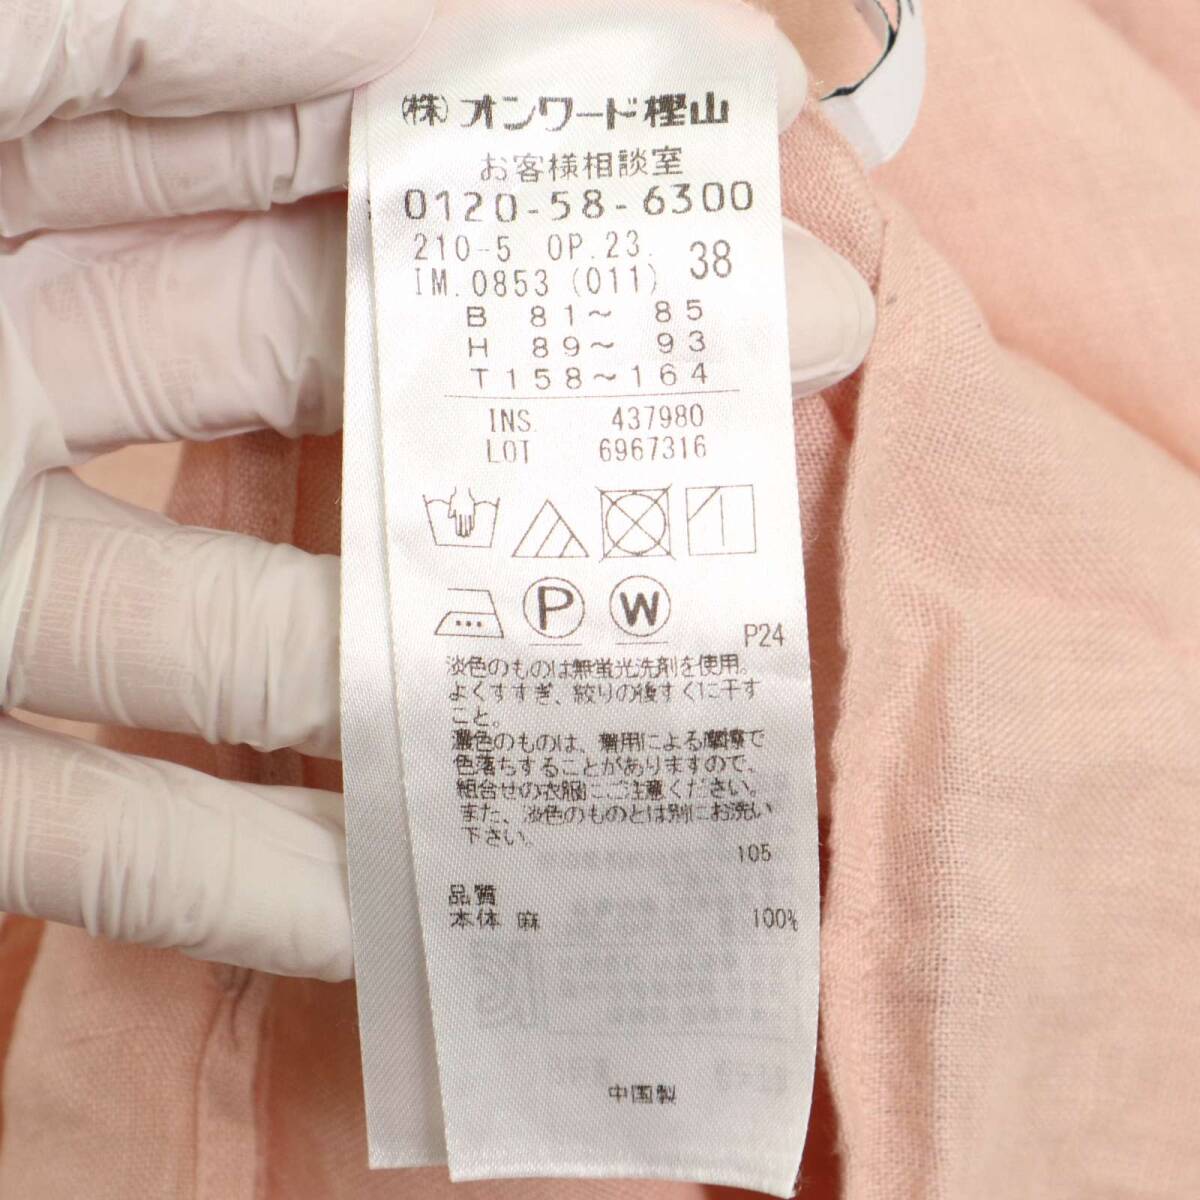 (株)オンワード樫山
お客様相談室
0120-58-6300
210-5 OP.23.
IM.0853 (011) 38
B 81～ 85
H 89～ 93
T158～164
INS. 437980
LOT 6967316
P W
P24
淡色のものは無蛍光洗剤を使用。
よくすすぎ、絞りの後すぐに干す
こと。
濃色のものは、着用による摩擦で
色落ちすることがありますので、
組合せの衣服にご注意ください。
また、淡色のものとは別にお洗い
下さい。
105
品質
本体 麻 100%
中国製